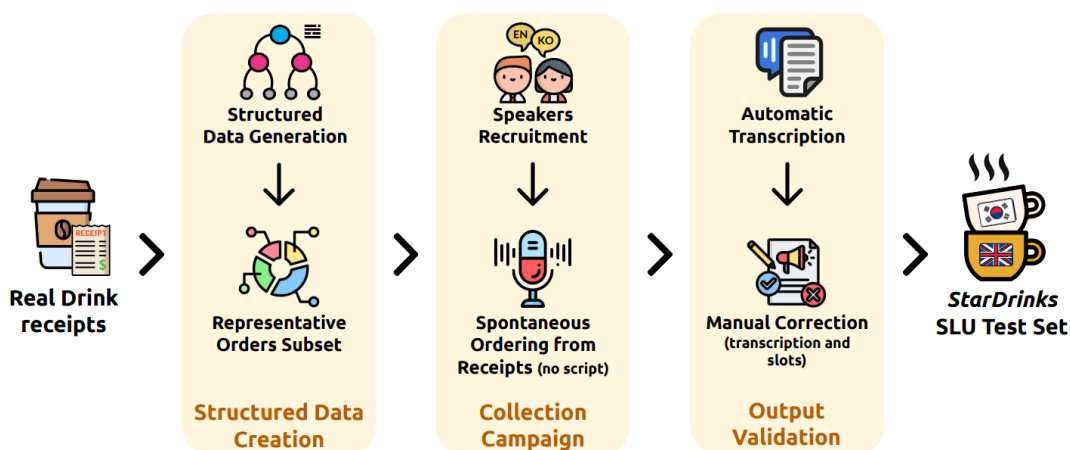 Real Drink
receipts
RECEIPT
$
Structured
Data Generation
Representative
Orders Subset
Structured Data
Creation
EN
KO
Speakers
Recruitment
Spontaneous
Ordering from
Receipts (no script)
Collection
Campaign
Automatic
Transcription
Manual Correction
(transcription and
slots)
Output
Validation
StarDrinks
SLU Test Set